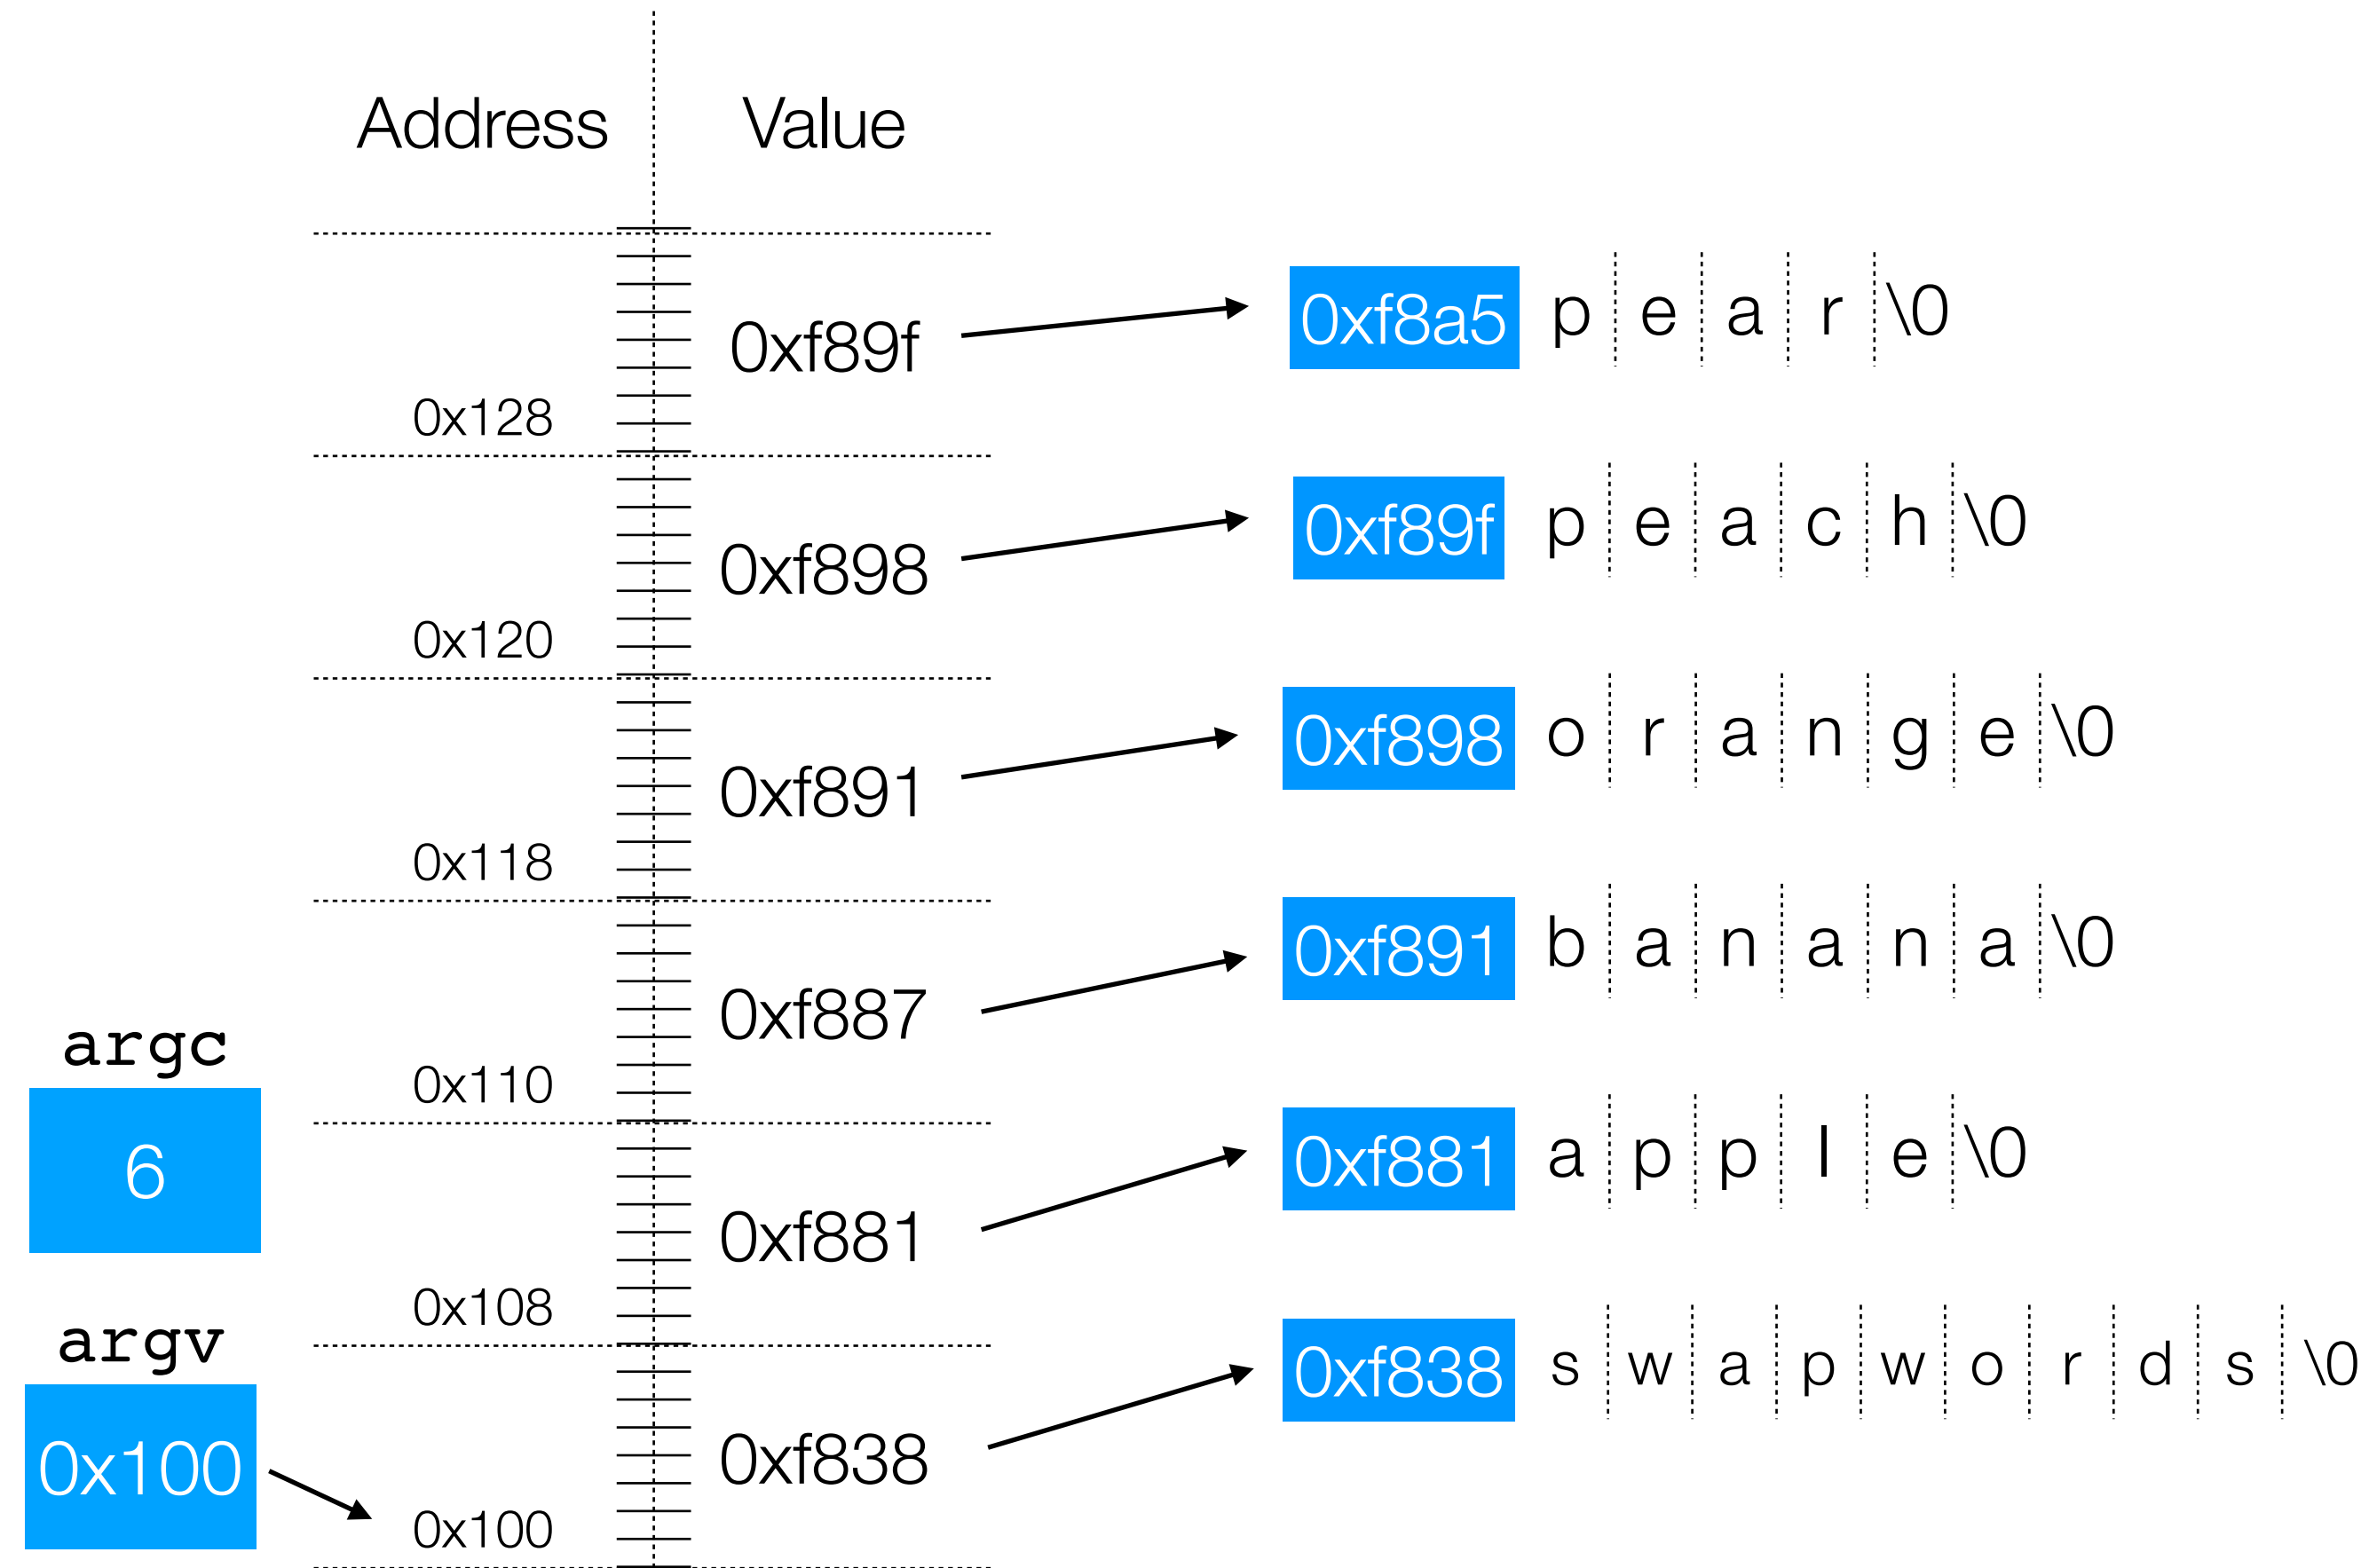 Address Value
0xf89f 0xf8a5 p e a r \0
0x128
0xf898 0xf89f p e a c h \0
0x120
0xf891 0xf898 o r a n g e \0
0x118
0xf887 0xf891 b a n a n a \0
argc
0x110
6
0xf881 0xf881 a p p l e \0
0x108
argv
0xf838 0xf838 s w a p w o r d s \0
0x100
0x100